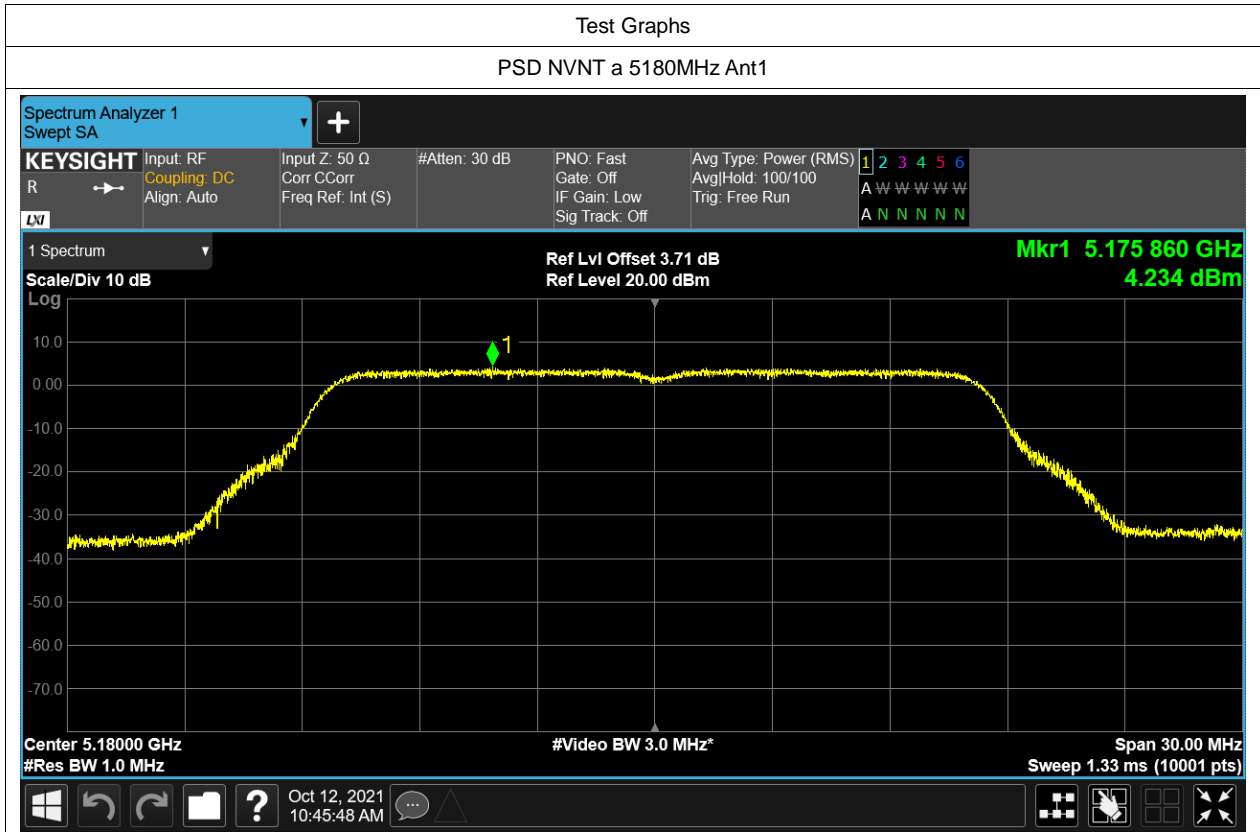 Test Graphs
PSD NVNT a 5180MHz Ant1
Spectrum Analyzer 1
Swept SA
KEYSIGHT
R
LXI
Input: RF
Coupling: DC
Align: Auto
Input Z: 50 Ω
Corr CCorr
Freq Ref: Int (S)
#Atten: 30 dB
PNO: Fast
Gate: Off
IF Gain: Low
Sig Track: Off
Avg Type: Power (RMS)
Avg|Hold: 100/100
Trig: Free Run
1 2 3 4 5 6
A W W W W W
A N N N N N
1 Spectrum
Scale/Div 10 dB
Ref Lvl Offset 3.71 dB
Ref Level 20.00 dBm
Mkr1 5.175 860 GHz
4.234 dBm
Log
10.0
1
0.00
-10.0
-20.0
-30.0
-40.0
-50.0
-60.0
-70.0
Center 5.18000 GHz
#Video BW 3.0 MHz*
Span 30.00 MHz
#Res BW 1.0 MHz
Sweep 1.33 ms (10001 pts)
?
Oct 12, 2021
10:45:48 AM